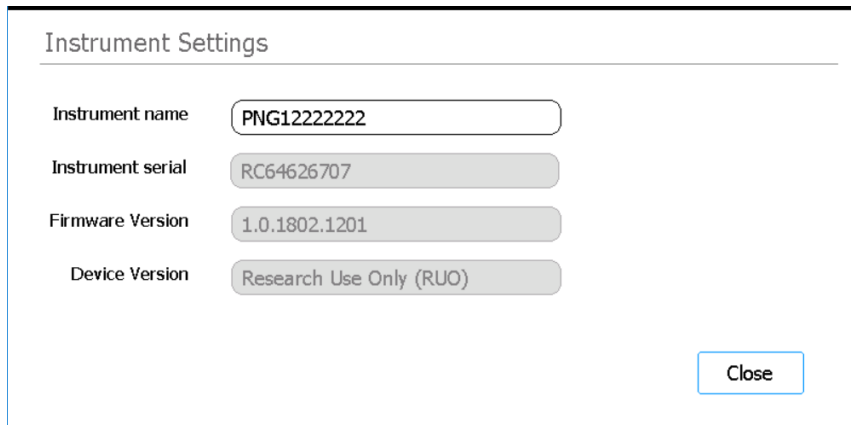 Instrument Settings
Instrument name PNG12222222
Instrument serial RC64626707
Firmware Version 1.0.1802.1201
Device Version Research Use Only (RUO)
Close